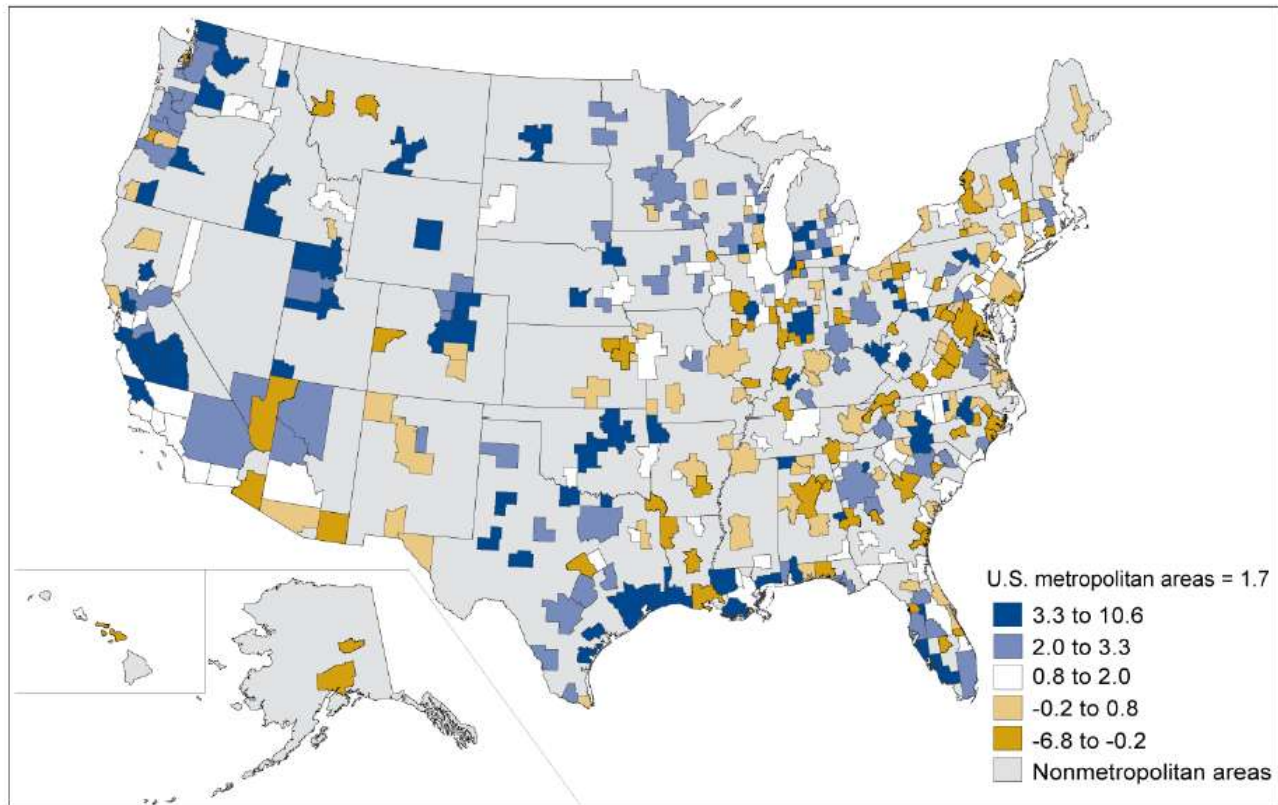 U.S. metropolitan areas = 1.7
3.3 to 10.6
2.0 to 3.3
0.8 to 2.0
-0.2 to 0.8
-6.8 to -0.2
Nonmetropolitan areas